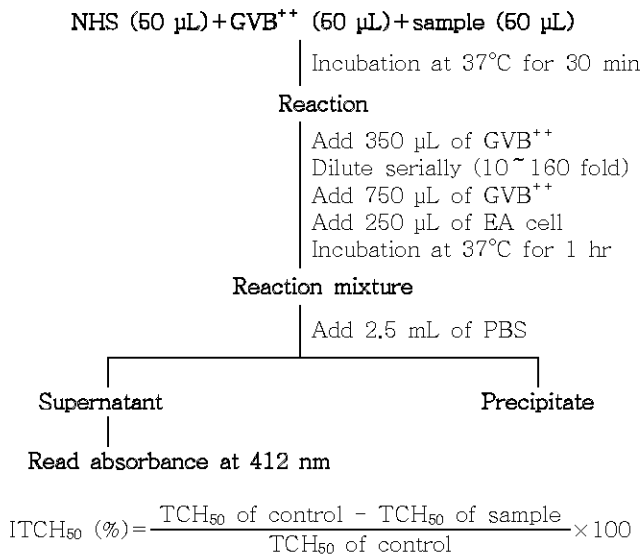 NHS (50 μL)+GVB⁺⁺ (50 μL)+sample (50 μL)
Incubation at 37°C for 30 min
Reaction
Add 350 μL of GVB⁺⁺
Dilute serially (10~160 fold)
Add 750 μL of GVB⁺⁺
Add 250 μL of EA cell
Incubation at 37°C for 1 hr
Reaction mixture
Add 2.5 mL of PBS
Supernatant Precipitate
Read absorbance at 412 nm
TCH₅₀ of control - TCH₅₀ of sample
ITCH₅₀ (%)= ×100
TCH₅₀ of control